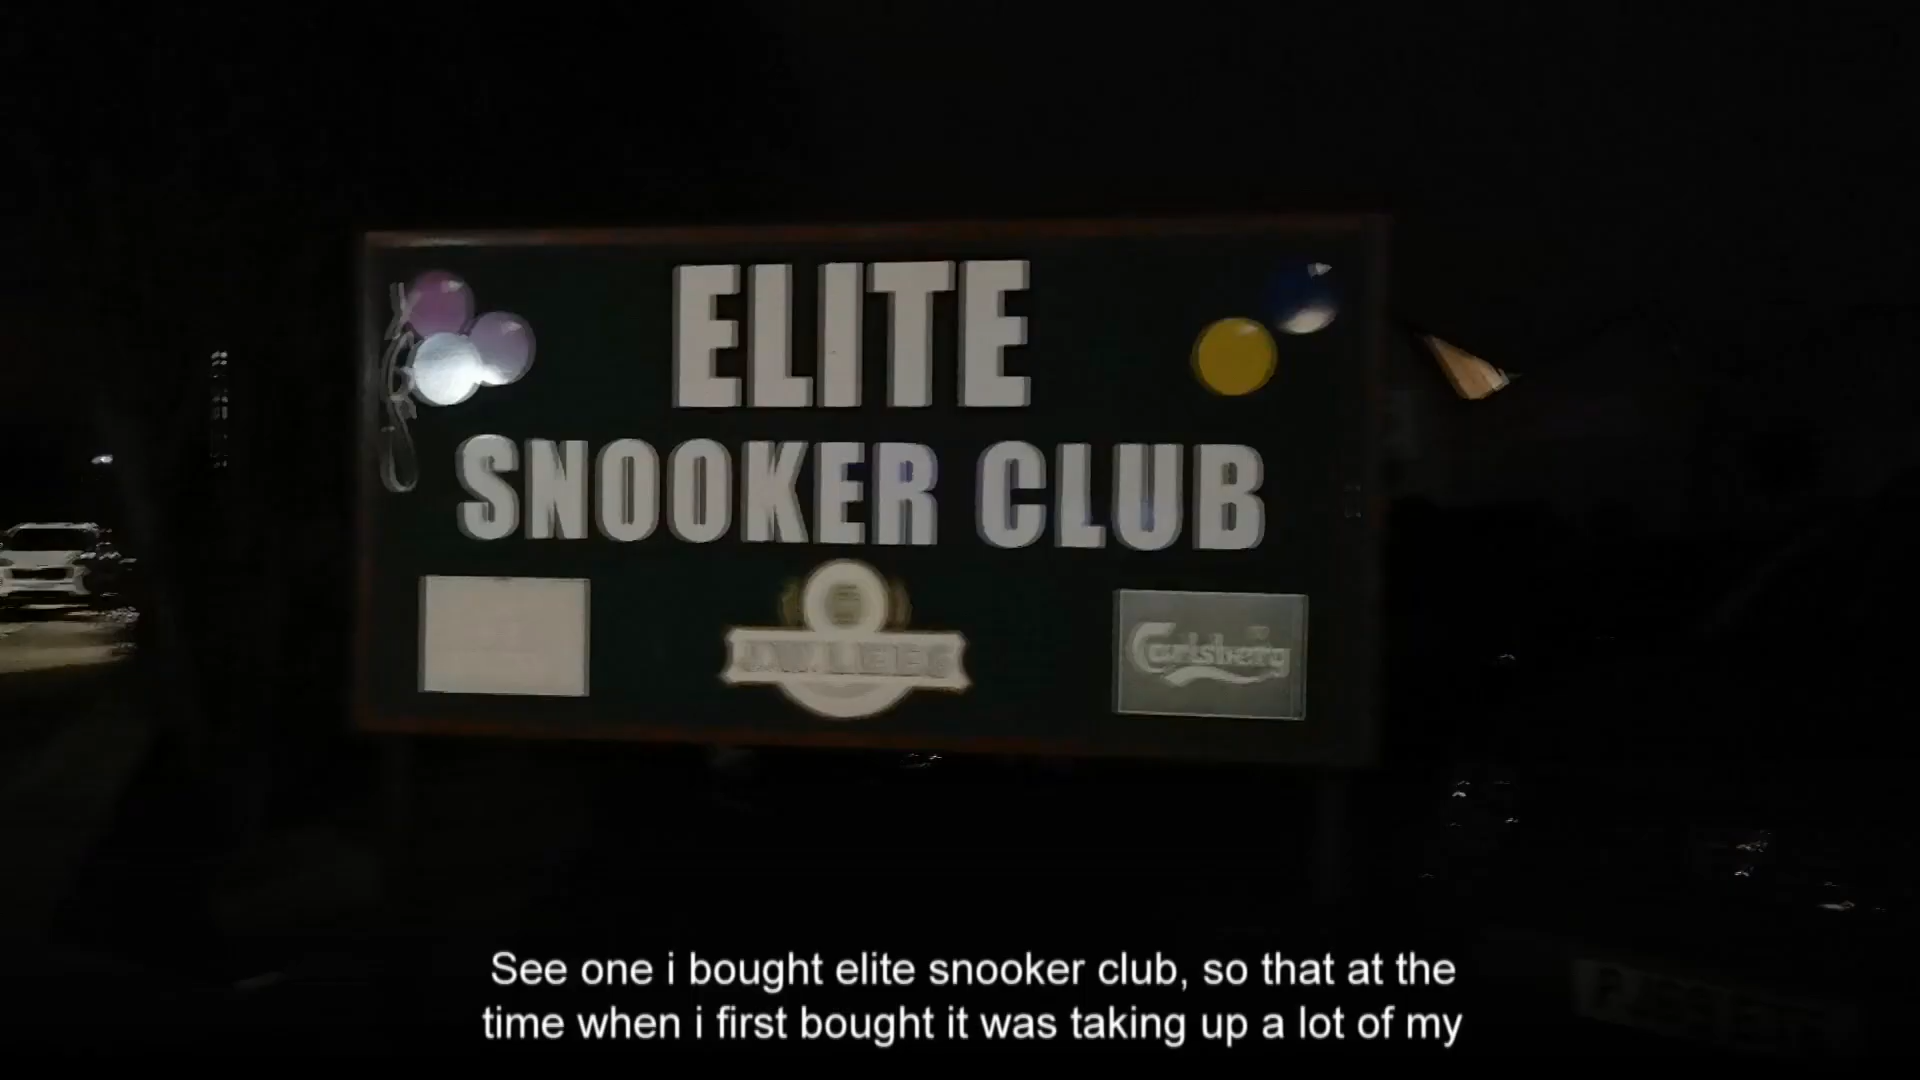 ELITE
SNOOKER CLUB
J.W. LEES
Carlsberg
See one i bought elite snooker club, so that at the
time when i first bought it was taking up a lot of my